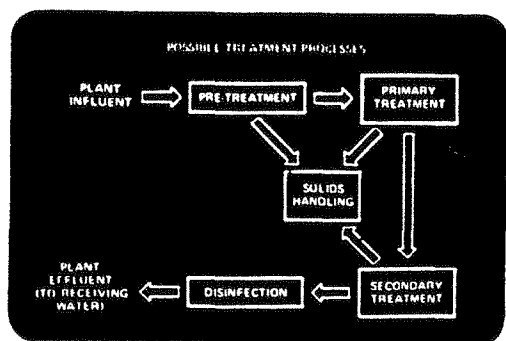 POSSIBLE TREATMENT PROCESSES
PLANT
INFLUENT
PRE-TREATMENT
PRIMARY
TREATMENT
SOLIDS
HANDLING
PLANT
EFFLUENT
(TO RECEIVING
WATER)
DISINFECTION
SECONDARY
TREATMENT